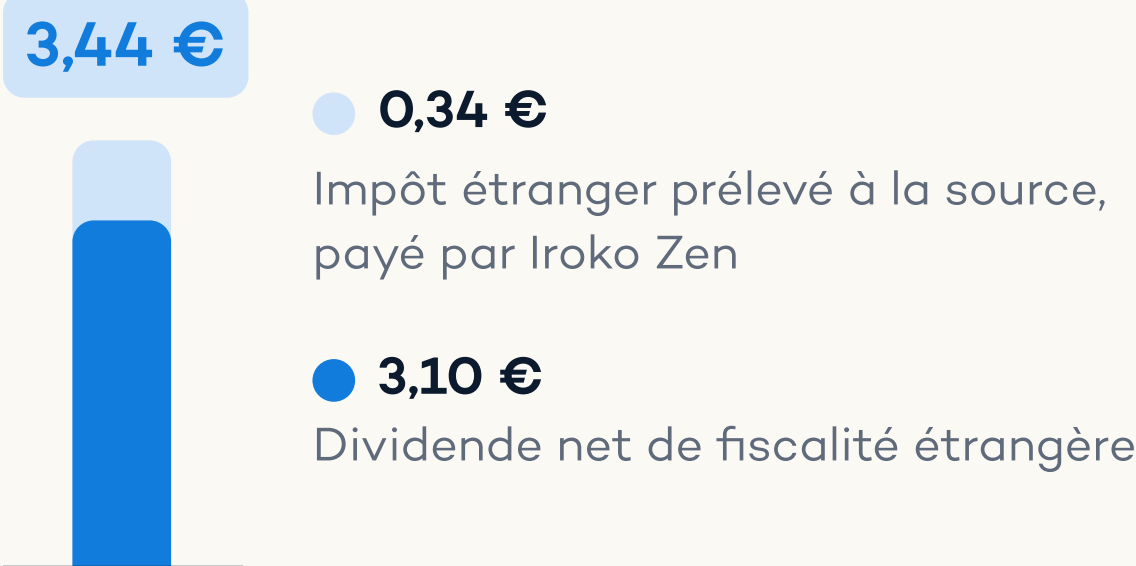 3,44 €
0,34 €
Impôt étranger prélevé à la source,
payé par Iroko Zen
3,10 €
Dividende net de fiscalité étrangère